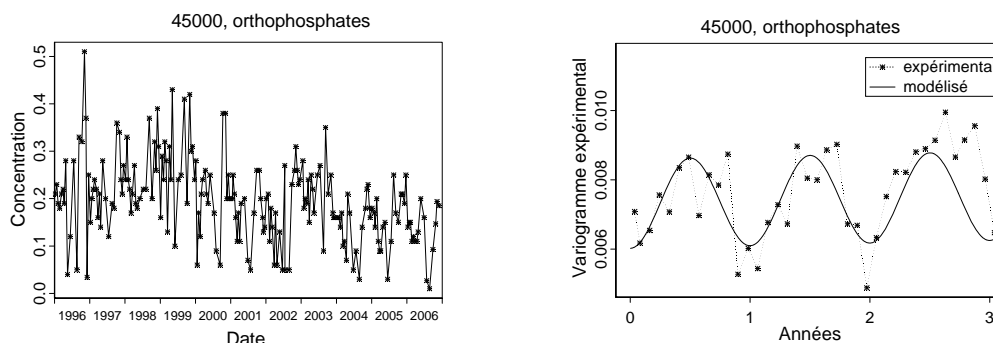 45000, orthophosphates
Concentration
0.0 0.1 0.2 0.3 0.4 0.5
1996 1997 1998 1999 2000 2001 2002 2003 2004 2005 2006
Date
45000, orthophosphates
Variogramme expérimental
0.006 0.008 0.010
expérimental
modélisé
0 1 2 3
Années